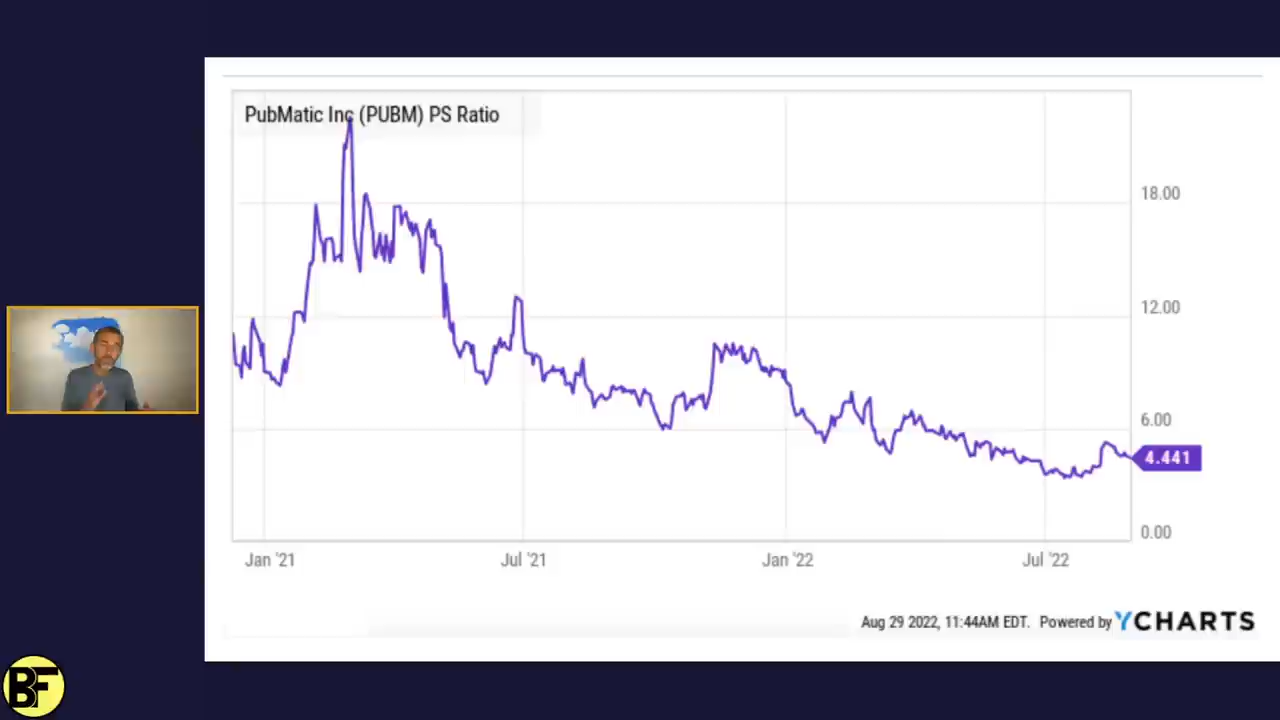 PubMatic Inc (PUBM) PS Ratio
18.00
12.00
6.00
4.441
0.00
Jan '21 Jul '21 Jan '22 Jul '22
Aug 29 2022, 11:44AM EDT. Powered by YCHARTS
BF